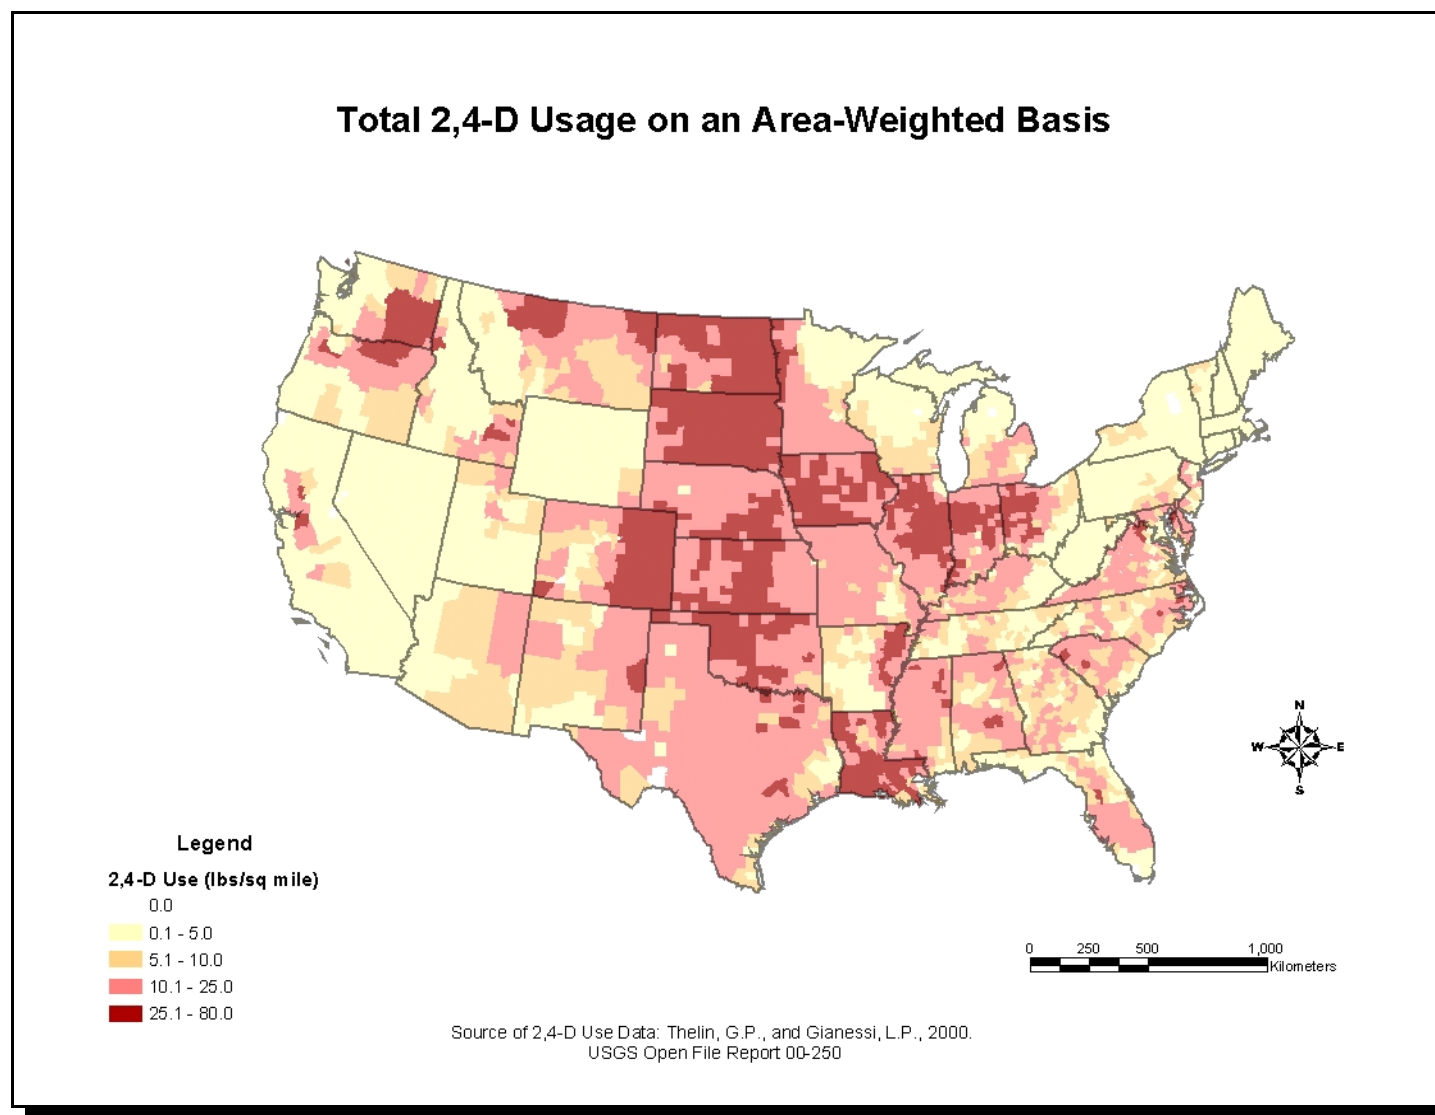 Total 2,4-D Usage on an Area-Weighted Basis
N
W
E
S
Legend
2,4-D Use (lbs/sq mile)
0.0
0.1 - 5.0
5.1 - 10.0
10.1 - 25.0
25.1 - 80.0
0 250 500 1,000
Kilometers
Source of 2,4-D Use Data: Thelin, G.P., and Gianessi, L.P., 2000.
USGS Open File Report 00-250